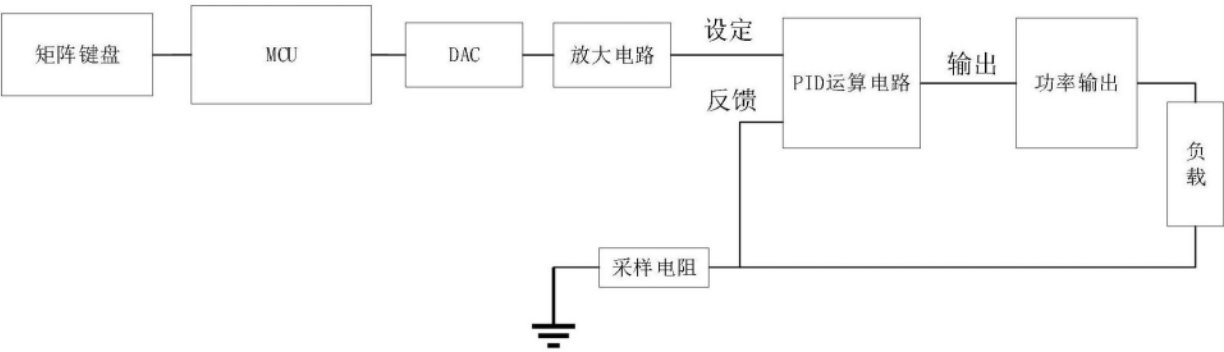 矩阵键盘
MCU
DAC
放大电路
设定
反馈
PID运算电路
输出
功率输出
负
载
采样电阻